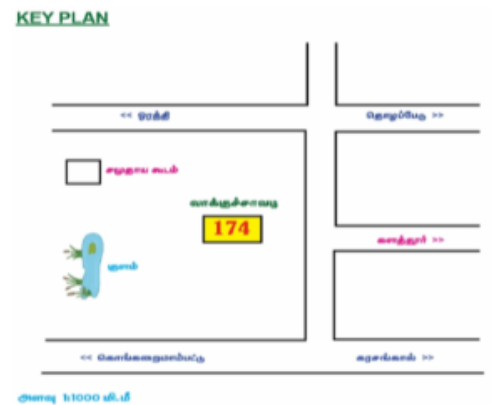 KEY PLAN
<< ஒரத்தி
தொழுப்பேடு >>
சமுதாய கூடம்
வாக்குச்சாவடி
174
களத்தூர் >>
குளம்
<< கொங்கரைமாம்பட்டு
கரசங்கால் >>
அளவு 1:1000 மி.மீ